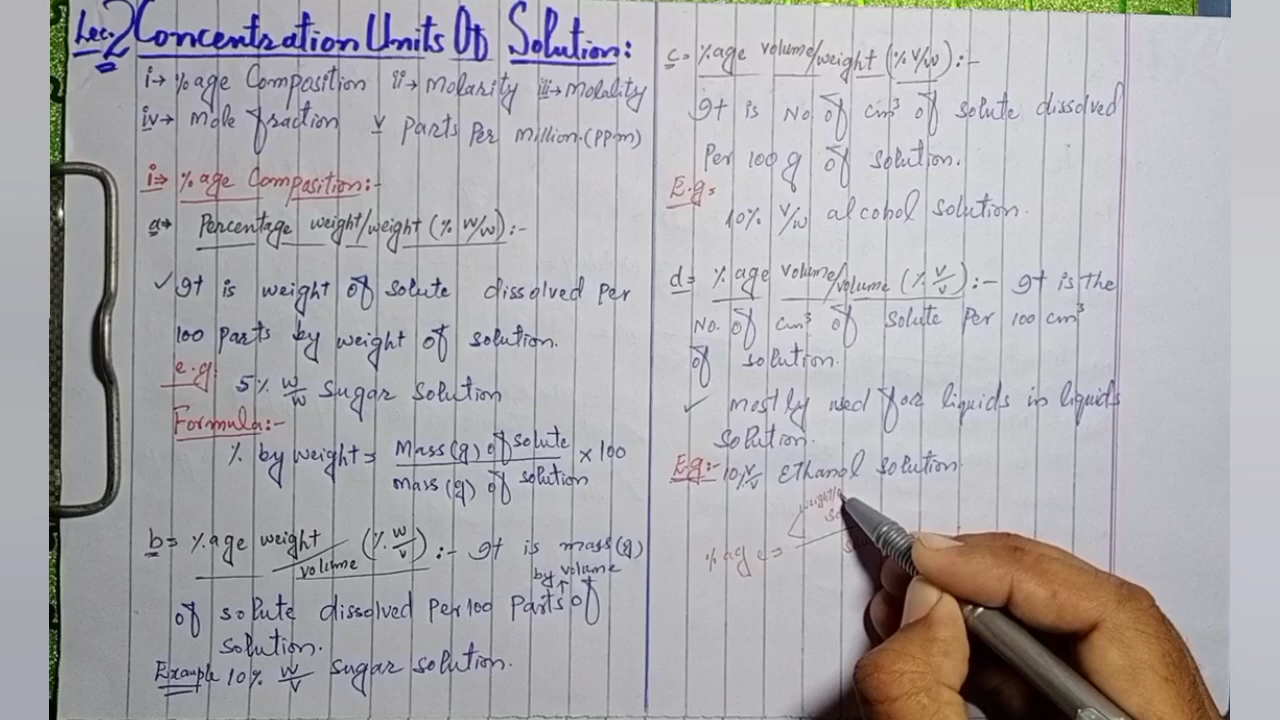 Lec:2 Concentration Units Of Solution:
i→ %age Composition ii→ Molarity iii→ Molality
iv→ Mole fraction v Parts Per Million.(PPm)
i⇒ %age Composition:-
a⇒ Percentage weight/weight (% W/W):-
✓ It is weight of solute dissolved Per
100 Parts by weight of solution.
e.g:
5% W/W Sugar solution
Formula:-
% by weight = Mass(g) of solute / mass(g) of solution × 100
b= %age weight/volume (% W/V):- It is mass(g)
by volume
of solute dissolved Per 100 Parts ↑ of
solution.
Example 10% W/V sugar solution.
c= %age volume/weight (% V/W):-
It is No. of cm³ of solute dissolved
Per 100 g of solution.
E.g=
10% V/W alcohol solution.
d= % age volume/volume (% V/V):- It is the
No. of cm³ of solute Per 100 cm³
of solution.
✓ mostly used for liquids in liquids
solution.
E.g:- 10% V/V Ethanol solution.
weight/
% age =